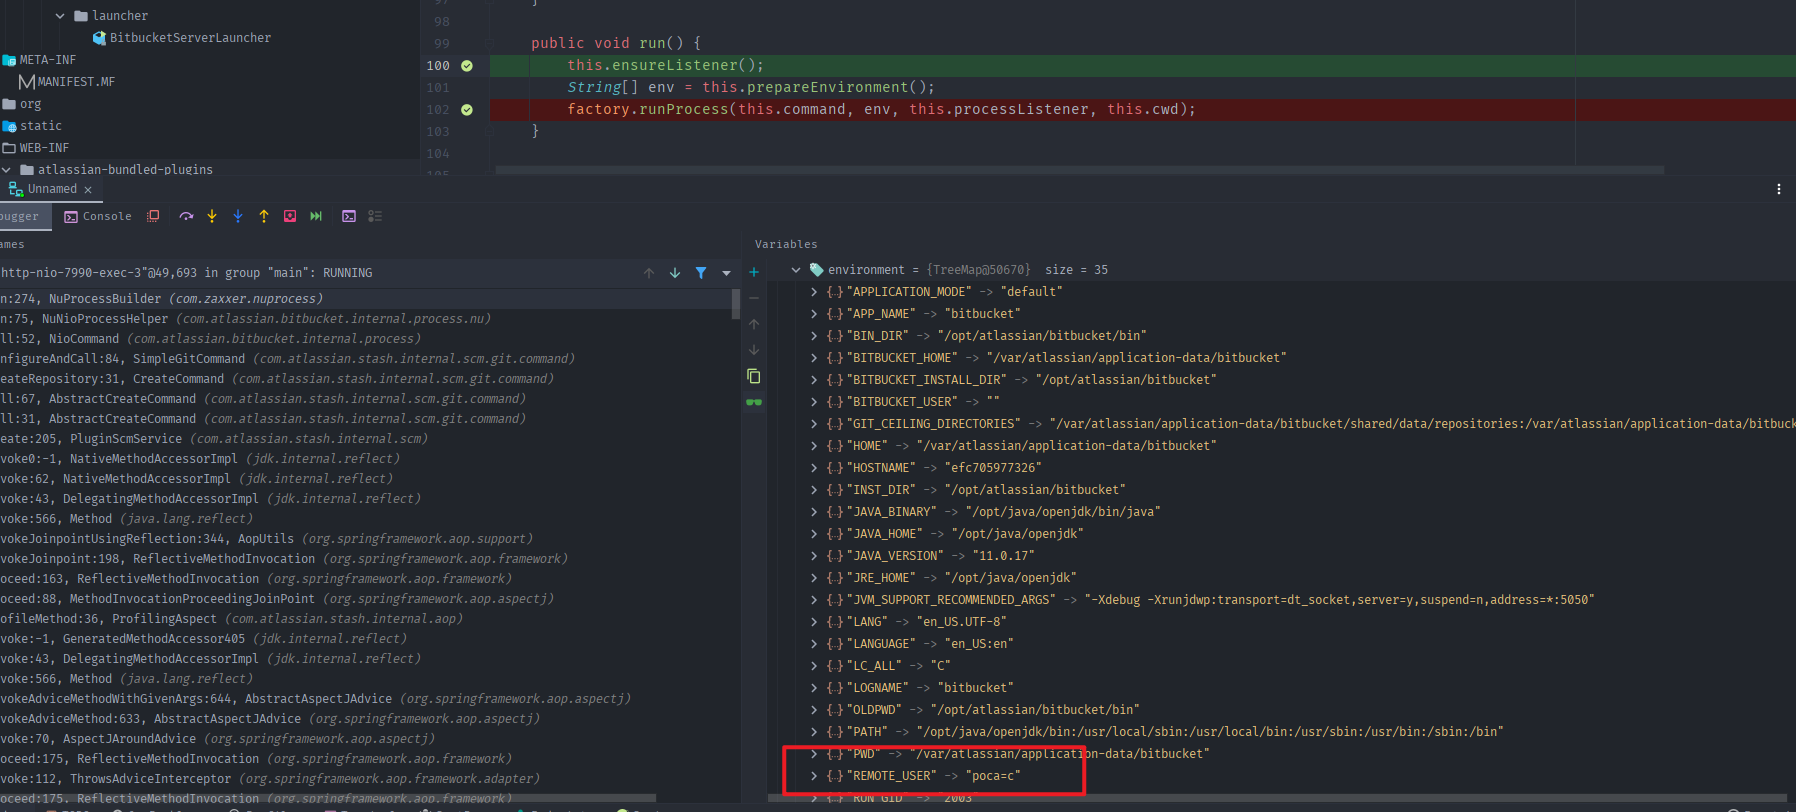 launcher
BitbucketServerLauncher
META-INF
MANIFEST.MF
org
static
WEB-INF
atlassian-bundled-plugins
97 }
98
99 public void run() {
100 this.ensureListener();
101 String[] env = this.prepareEnvironment();
102 factory.runProcess(this.command, env, this.processListener, this.cwd);
103 }
104
105
Unnamed ×
bugger
Console
ames
http-nio-7990-exec-3"@49,693 in group "main": RUNNING
n:274, NuProcessBuilder (com.zaxxer.nuprocess)
n:75, NuNioProcessHelper (com.atlassian.bitbucket.internal.process.nu)
ll:52, NioCommand (com.atlassian.bitbucket.internal.process)
nfigureAndCall:84, SimpleGitCommand (com.atlassian.stash.internal.scm.git.command)
eateRepository:31, CreateCommand (com.atlassian.stash.internal.scm.git.command)
ll:67, AbstractCreateCommand (com.atlassian.stash.internal.scm.git.command)
ll:31, AbstractCreateCommand (com.atlassian.stash.internal.scm.git.command)
eate:205, PluginScmService (com.atlassian.stash.internal.scm)
voke0:-1, NativeMethodAccessorImpl (jdk.internal.reflect)
voke:62, NativeMethodAccessorImpl (jdk.internal.reflect)
voke:43, DelegatingMethodAccessorImpl (jdk.internal.reflect)
voke:566, Method (java.lang.reflect)
vokeJoinpointUsingReflection:344, AopUtils (org.springframework.aop.support)
vokeJoinpoint:198, ReflectiveMethodInvocation (org.springframework.aop.framework)
oceed:163, ReflectiveMethodInvocation (org.springframework.aop.framework)
oceed:88, MethodInvocationProceedingJoinPoint (org.springframework.aop.aspectj)
ofileMethod:36, ProfilingAspect (com.atlassian.stash.internal.aop)
voke:-1, GeneratedMethodAccessor405 (jdk.internal.reflect)
voke:43, DelegatingMethodAccessorImpl (jdk.internal.reflect)
voke:566, Method (java.lang.reflect)
vokeAdviceMethodWithGivenArgs:644, AbstractAspectJAdvice (org.springframework.aop.aspectj)
vokeAdviceMethod:633, AbstractAspectJAdvice (org.springframework.aop.aspectj)
voke:70, AspectJAroundAdvice (org.springframework.aop.aspectj)
oceed:175, ReflectiveMethodInvocation (org.springframework.aop.framework)
voke:112, ThrowsAdviceInterceptor (org.springframework.aop.framework.adapter)
oceed:175, ReflectiveMethodInvocation (org.springframework.aop.framework)
Variables
environment = {TreeMap@50670} size = 35
{...} "APPLICATION_MODE" -> "default"
{...} "APP_NAME" -> "bitbucket"
{...} "BIN_DIR" -> "/opt/atlassian/bitbucket/bin"
{...} "BITBUCKET_HOME" -> "/var/atlassian/application-data/bitbucket"
{...} "BITBUCKET_INSTALL_DIR" -> "/opt/atlassian/bitbucket"
{...} "BITBUCKET_USER" -> ""
{...} "GIT_CEILING_DIRECTORIES" -> "/var/atlassian/application-data/bitbucket/shared/data/repositories:/var/atlassian/application-data/bitbuck
{...} "HOME" -> "/var/atlassian/application-data/bitbucket"
{...} "HOSTNAME" -> "efc705977326"
{...} "INST_DIR" -> "/opt/atlassian/bitbucket"
{...} "JAVA_BINARY" -> "/opt/java/openjdk/bin/java"
{...} "JAVA_HOME" -> "/opt/java/openjdk"
{...} "JAVA_VERSION" -> "11.0.17"
{...} "JRE_HOME" -> "/opt/java/openjdk"
{...} "JVM_SUPPORT_RECOMMENDED_ARGS" -> "-Xdebug -Xrunjdwp:transport=dt_socket,server=y,suspend=n,address=*:5050"
{...} "LANG" -> "en_US.UTF-8"
{...} "LANGUAGE" -> "en_US:en"
{...} "LC_ALL" -> "C"
{...} "LOGNAME" -> "bitbucket"
{...} "OLDPWD" -> "/opt/atlassian/bitbucket/bin"
{...} "PATH" -> "/opt/java/openjdk/bin:/usr/local/sbin:/usr/local/bin:/usr/sbin:/usr/bin:/sbin:/bin"
{...} "PWD" -> "/var/atlassian/application-data/bitbucket"
{...} "REMOTE_USER" -> "poca=c"
{...} "RUN_GID" -> "2003"